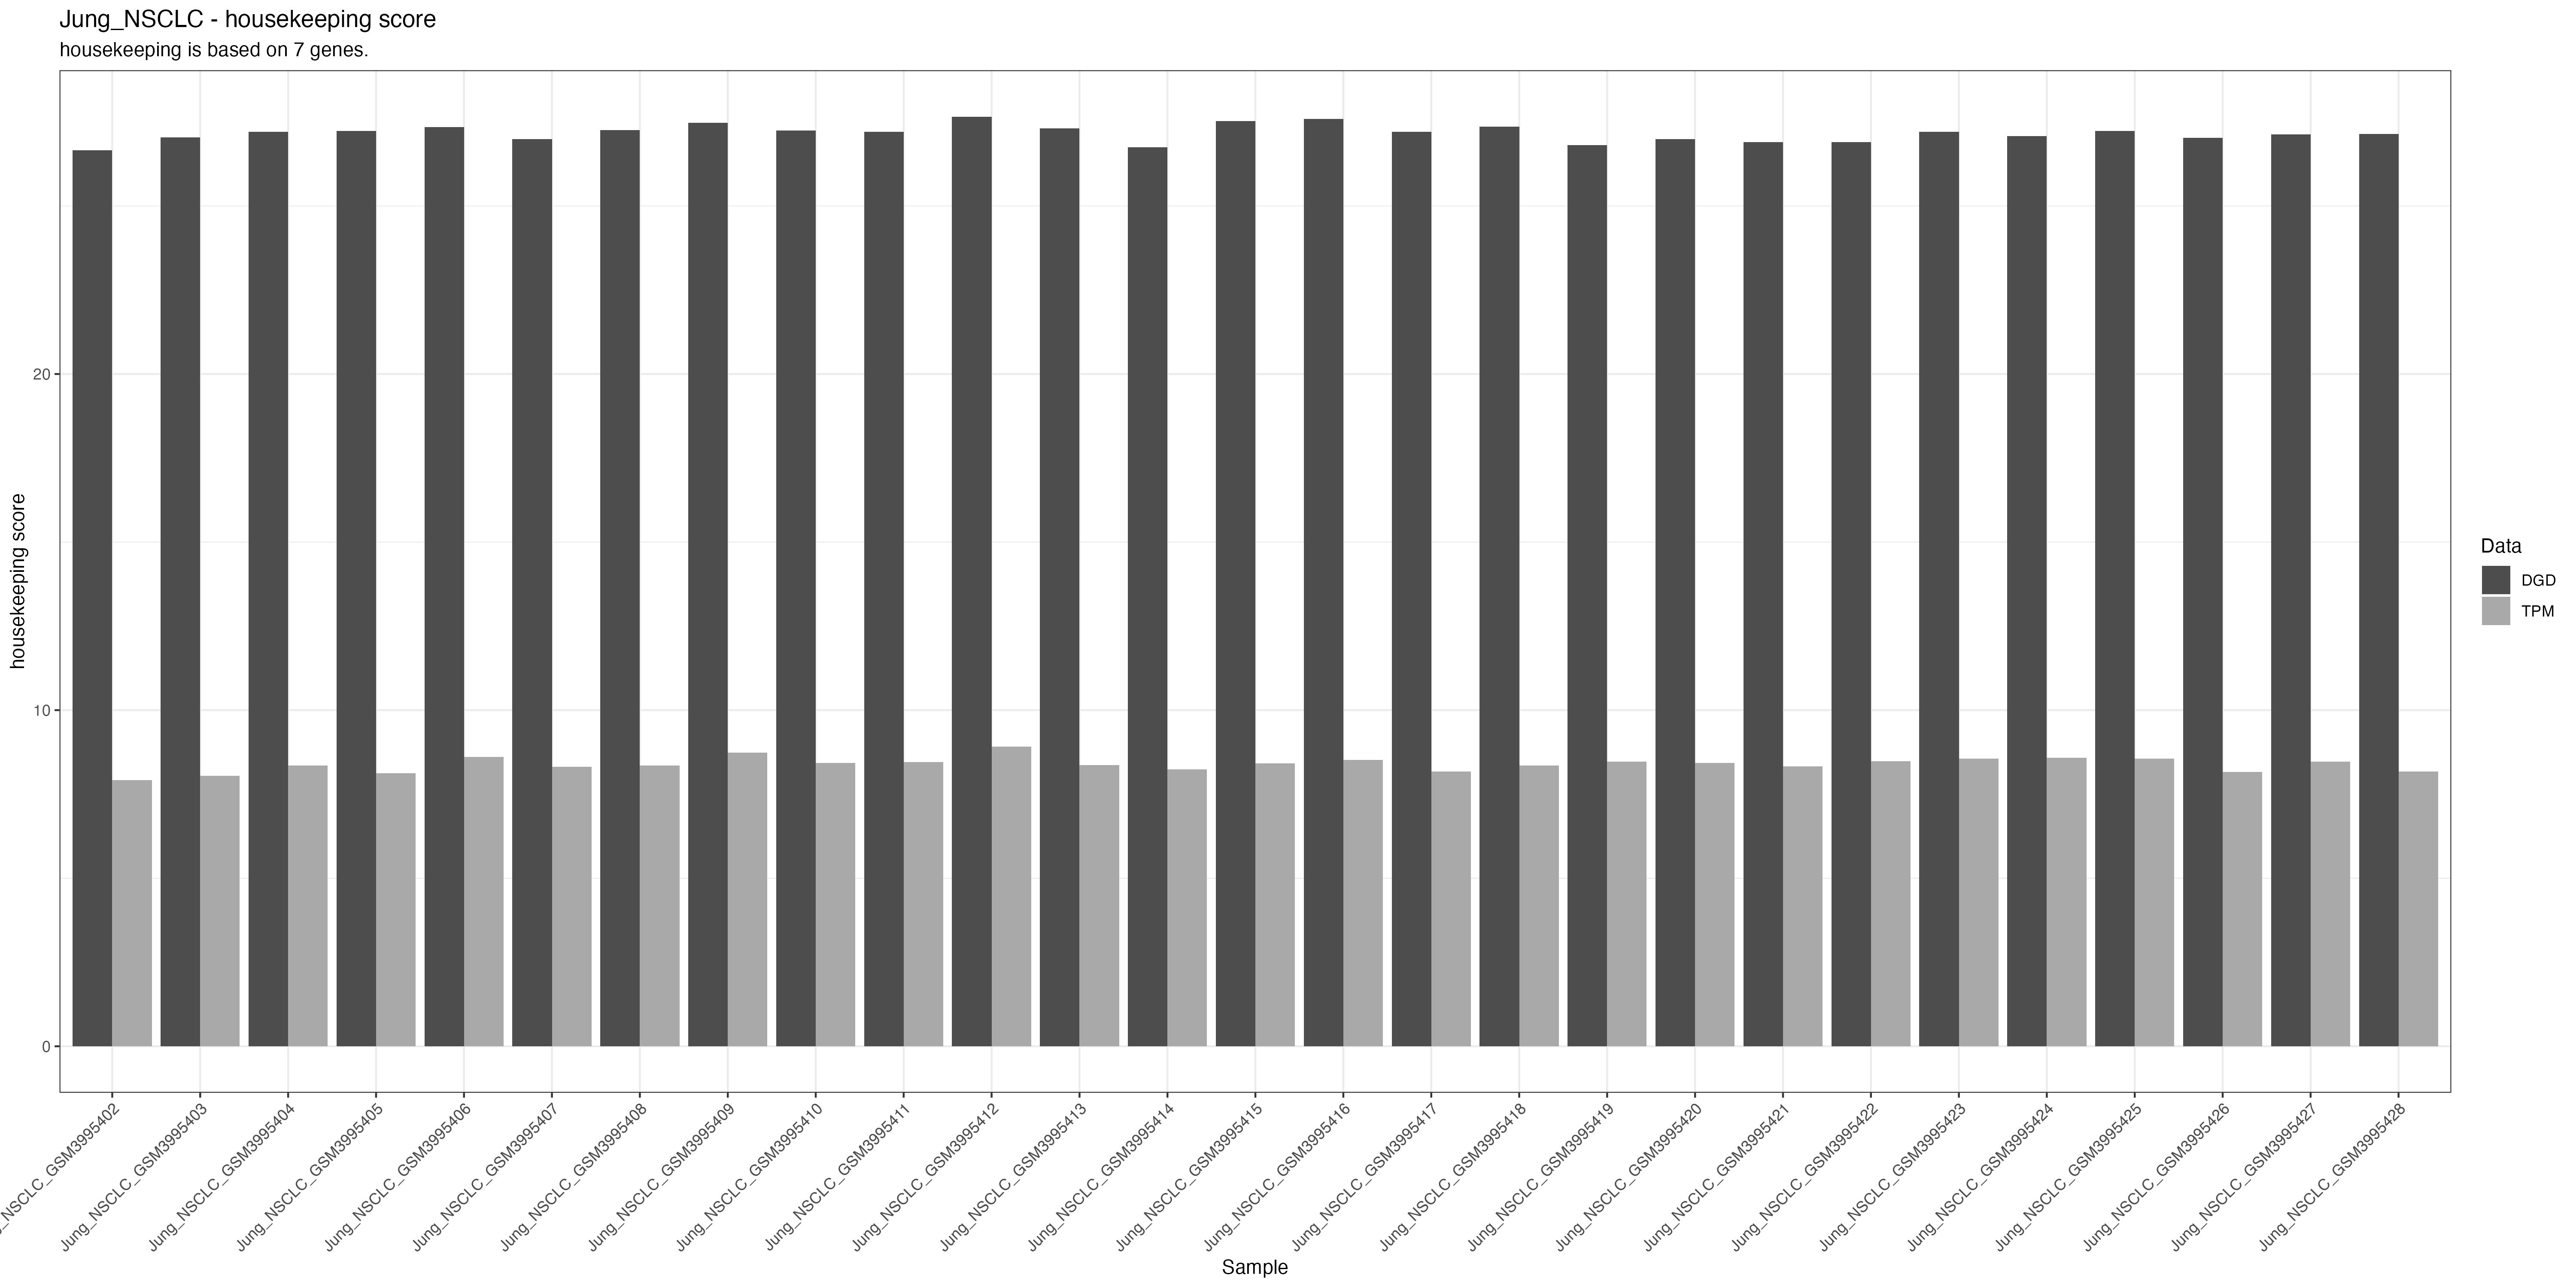 Jung_NSCLC - housekeeping score
housekeeping is based on 7 genes.
housekeeping score
20
10
0
_NSCLC_GSM3995402
Jung_NSCLC_GSM3995403
Jung_NSCLC_GSM3995404
Jung_NSCLC_GSM3995405
Jung_NSCLC_GSM3995406
Jung_NSCLC_GSM3995407
Jung_NSCLC_GSM3995408
Jung_NSCLC_GSM3995409
Jung_NSCLC_GSM3995410
Jung_NSCLC_GSM3995411
Jung_NSCLC_GSM3995412
Jung_NSCLC_GSM3995413
Jung_NSCLC_GSM3995414
Jung_NSCLC_GSM3995415
Jung_NSCLC_GSM3995416
Jung_NSCLC_GSM3995417
Jung_NSCLC_GSM3995418
Jung_NSCLC_GSM3995419
Jung_NSCLC_GSM3995420
Jung_NSCLC_GSM3995421
Jung_NSCLC_GSM3995422
Jung_NSCLC_GSM3995423
Jung_NSCLC_GSM3995424
Jung_NSCLC_GSM3995425
Jung_NSCLC_GSM3995426
Jung_NSCLC_GSM3995427
Jung_NSCLC_GSM3995428
Sample
Data
DGD
TPM